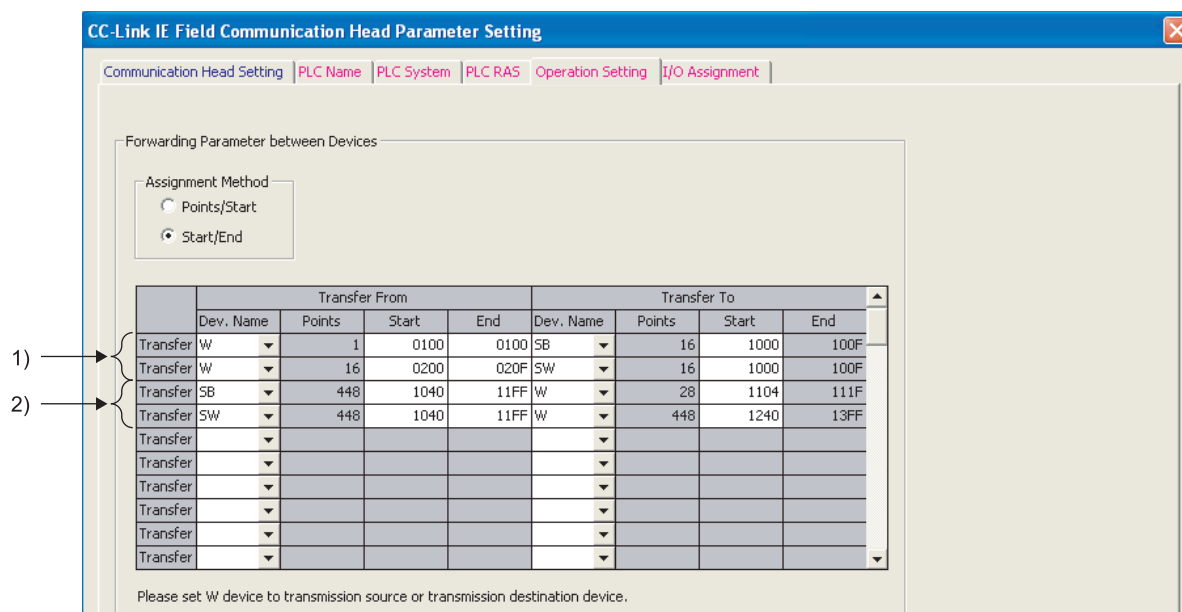 CC-Link IE Field Communication Head Parameter Setting
Communication Head Setting PLC Name PLC System PLC RAS Operation Setting I/O Assignment
Forwarding Parameter between Devices
Assignment Method
Points/Start
Start/End
Transfer From Transfer To
Dev. Name Points Start End Dev. Name Points Start End
1) Transfer W 1 0100 0100 SB 16 1000 100F
Transfer W 16 0200 020F SW 16 1000 100F
2) Transfer SB 448 1040 11FF W 28 1104 111F
Transfer SW 448 1040 11FF W 448 1240 13FF
Transfer
Transfer
Transfer
Transfer
Transfer
Transfer
Please set W device to transmission source or transmission destination device.